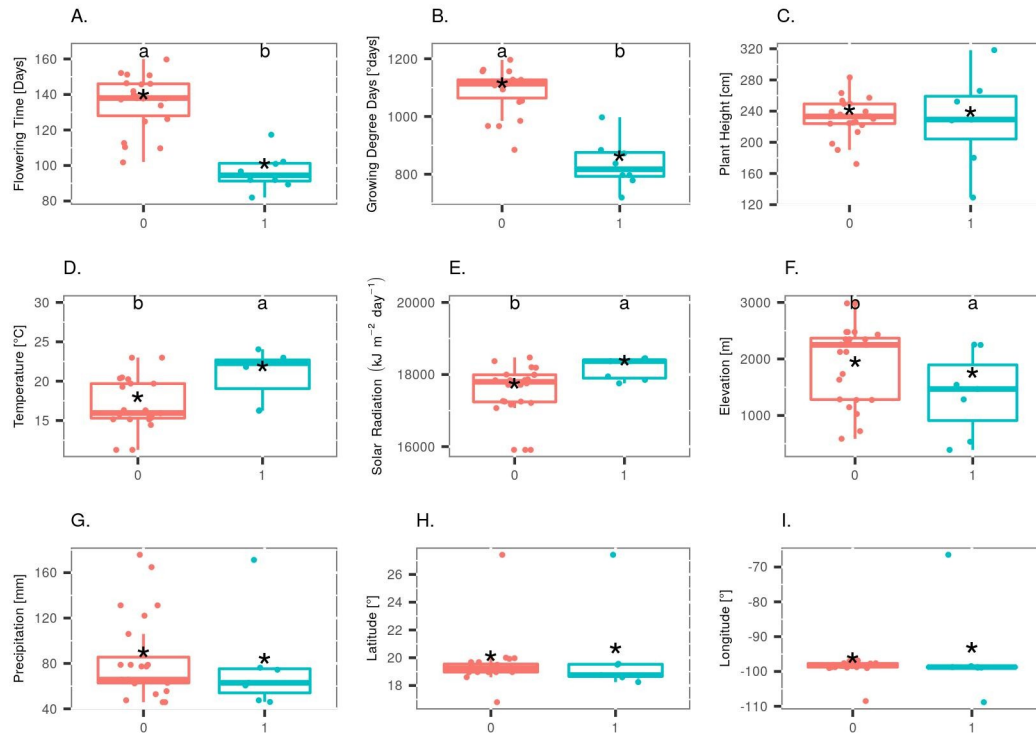 A.
Flowering Time [Days]
160
140
120
100
80
a
b
0
1
B.
Growing Degree Days [°days]
1200
1000
800
a
b
0
1
C.
Plant Height [cm]
320
280
240
200
160
120
0
1
D.
Temperature [°C]
30
25
20
15
b
a
0
1
E.
Solar Radiation (kJ m⁻² day⁻¹)
20000
18000
16000
b
a
0
1
F.
Elevation [m]
3000
2000
1000
b
a
0
1
G.
Precipitation [mm]
160
120
80
40
0
1
H.
Latitude [°]
26
24
22
20
18
0
1
I.
Longitude [°]
-70
-80
-90
-100
-110
0
1